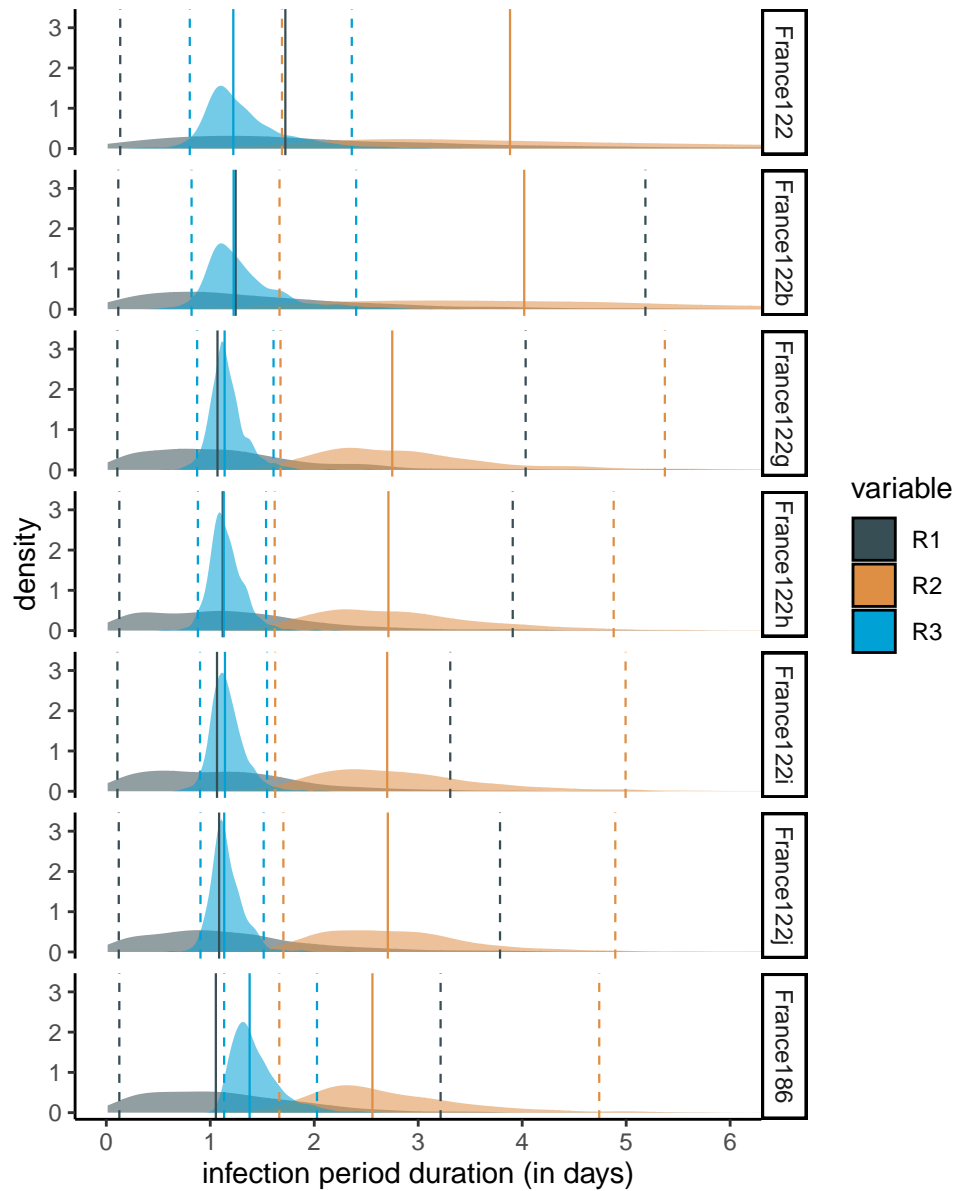 3
2
1
0
France122
3
2
1
0
France122b
3
2
1
0
France122g
3
2
1
0
France122h
3
2
1
0
France122i
3
2
1
0
France122j
3
2
1
0
France186
density
0 1 2 3 4 5 6
infection period duration (in days)
variable
R1
R2
R3